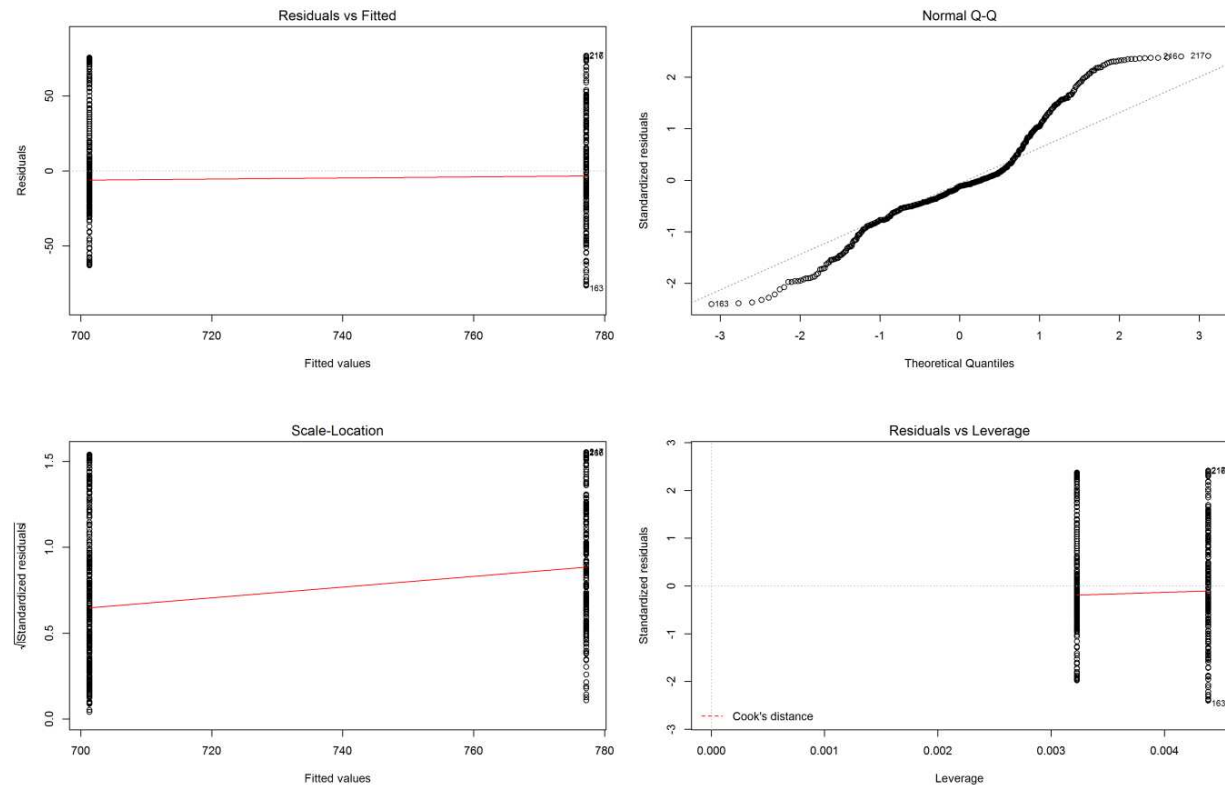 Residuals vs Fitted
Residuals
50
0
-50
216
163
700 720 740 760 780
Fitted values
Normal Q-Q
Standardized residuals
2
1
0
-1
-2
216 217
163
-3 -2 -1 0 1 2 3
Theoretical Quantiles
Scale-Location
√|Standardized residuals|
1.5
1.0
0.5
0.0
700 720 740 760 780
Fitted values
Residuals vs Leverage
Standardized residuals
3
2
1
0
-1
-2
-3
163
Cook's distance
0.000 0.001 0.002 0.003 0.004
Leverage